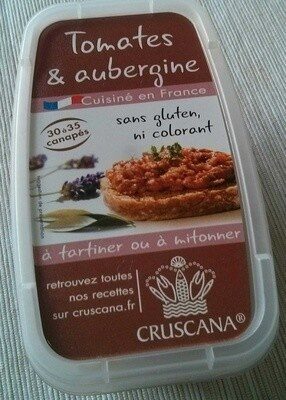 Tomates
& aubergine
Cuisiné en France
30 à 35
canapés
sans gluten,
ni colorant
à tartiner ou à mitonner
retrouvez toutes
nos recettes
sur cruscana.fr
CRUSCANA®